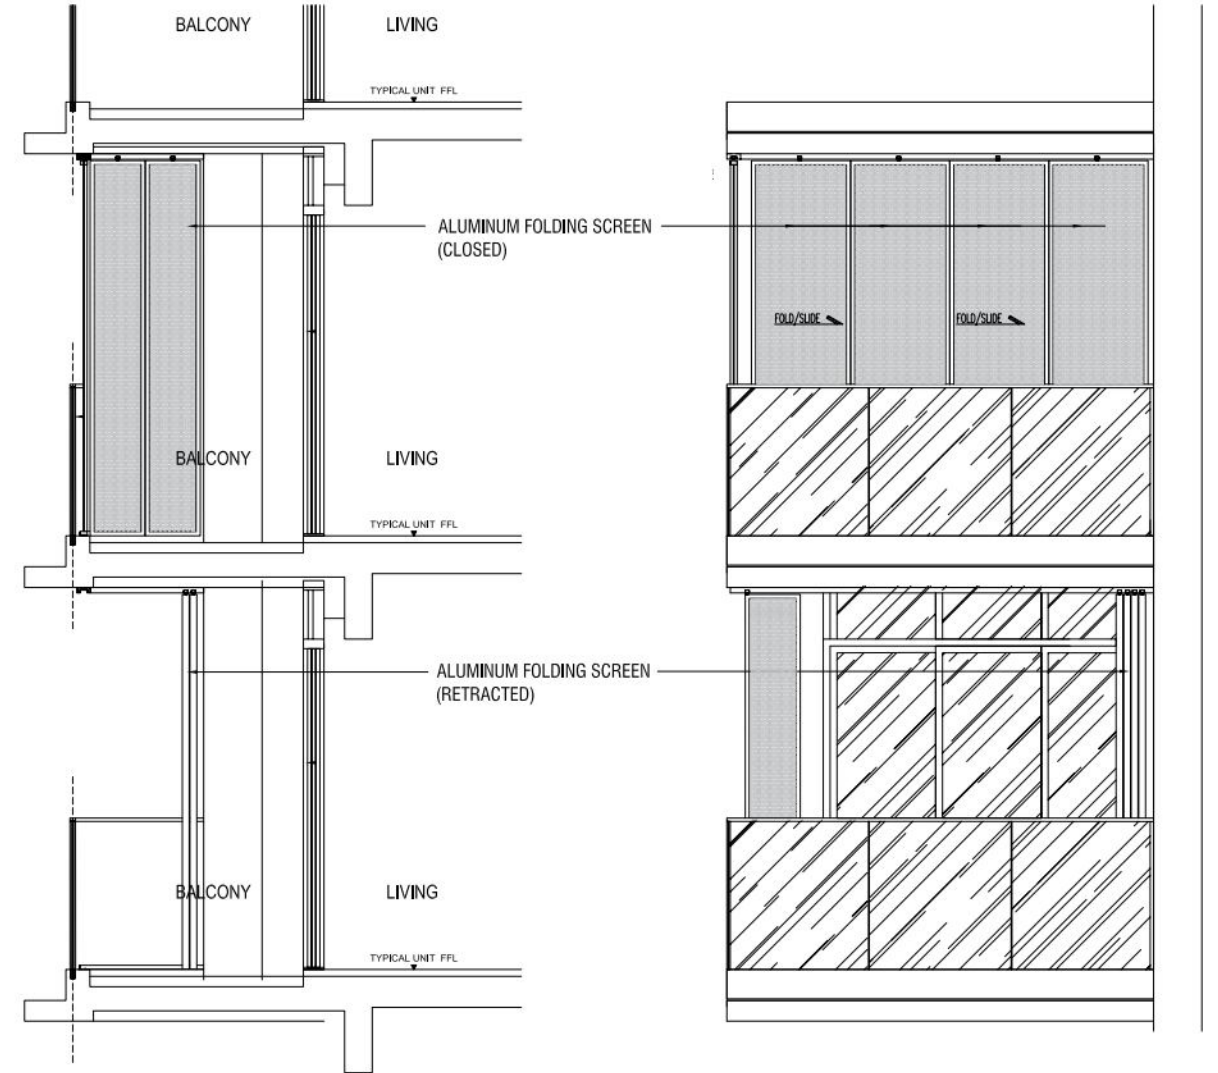 BALCONY
LIVING
TYPICAL UNIT FFL
ALUMINUM FOLDING SCREEN
(CLOSED)
FOLD/SLIDE
FOLD/SLIDE
BALCONY
LIVING
TYPICAL UNIT FFL
ALUMINUM FOLDING SCREEN
(RETRACTED)
BALCONY
LIVING
TYPICAL UNIT FFL